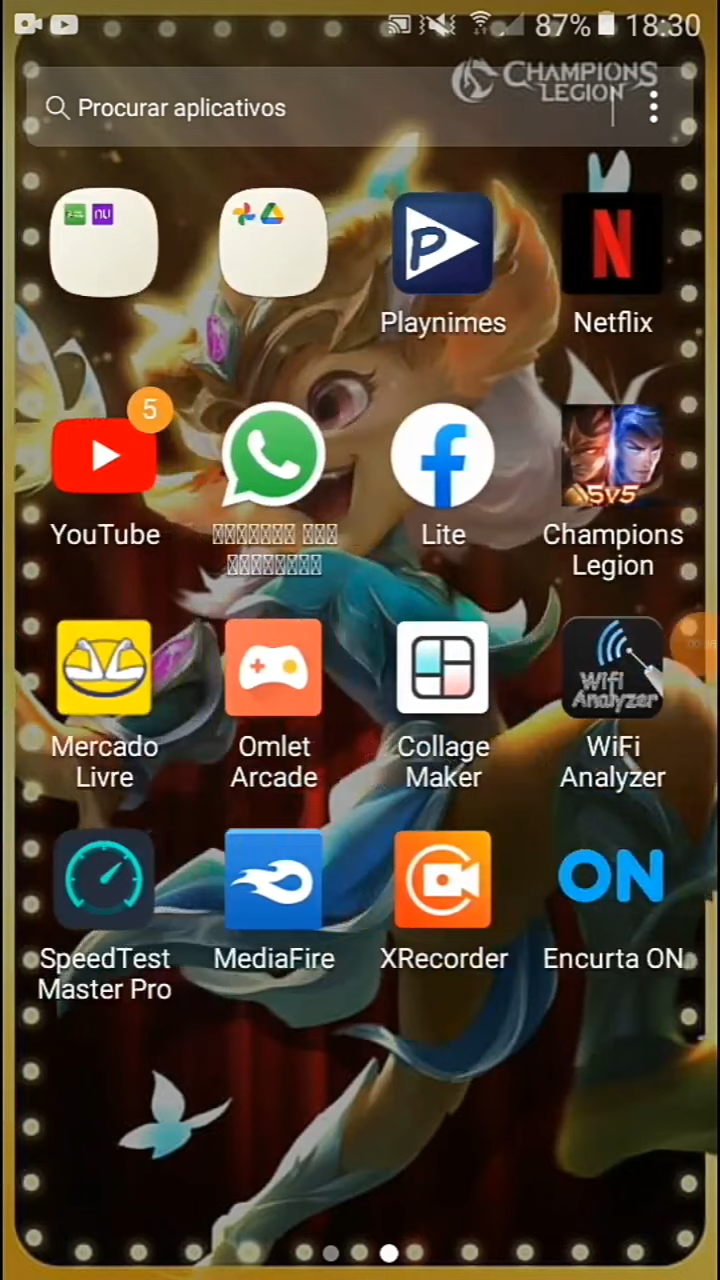 87% 18:30
CHAMPIONS
LEGION
Procurar aplicativos
nu
P
N
Playnimes
Netflix
5
5v5
YouTube
Lite
Champions
Legion
Wifi
Analyzer
Mercado
Livre
Omlet
Arcade
Collage
Maker
WiFi
Analyzer
ON
SpeedTest
Master Pro
MediaFire
XRecorder
Encurta ON